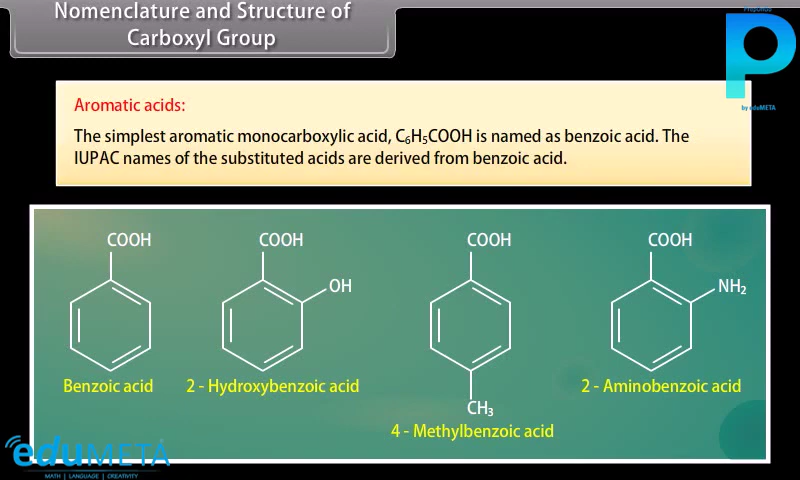 Nomenclature and Structure of
Carboxyl Group
P
by eduMETA
Aromatic acids:
The simplest aromatic monocarboxylic acid, C₆H₅COOH is named as benzoic acid. The
IUPAC names of the substituted acids are derived from benzoic acid.
COOH
COOH
COOH
COOH
OH
NH₂
Benzoic acid
2 - Hydroxybenzoic acid
2 - Aminobenzoic acid
CH₃
4 - Methylbenzoic acid
eduMETA
MATH | LANGUAGE | CREATIVITY